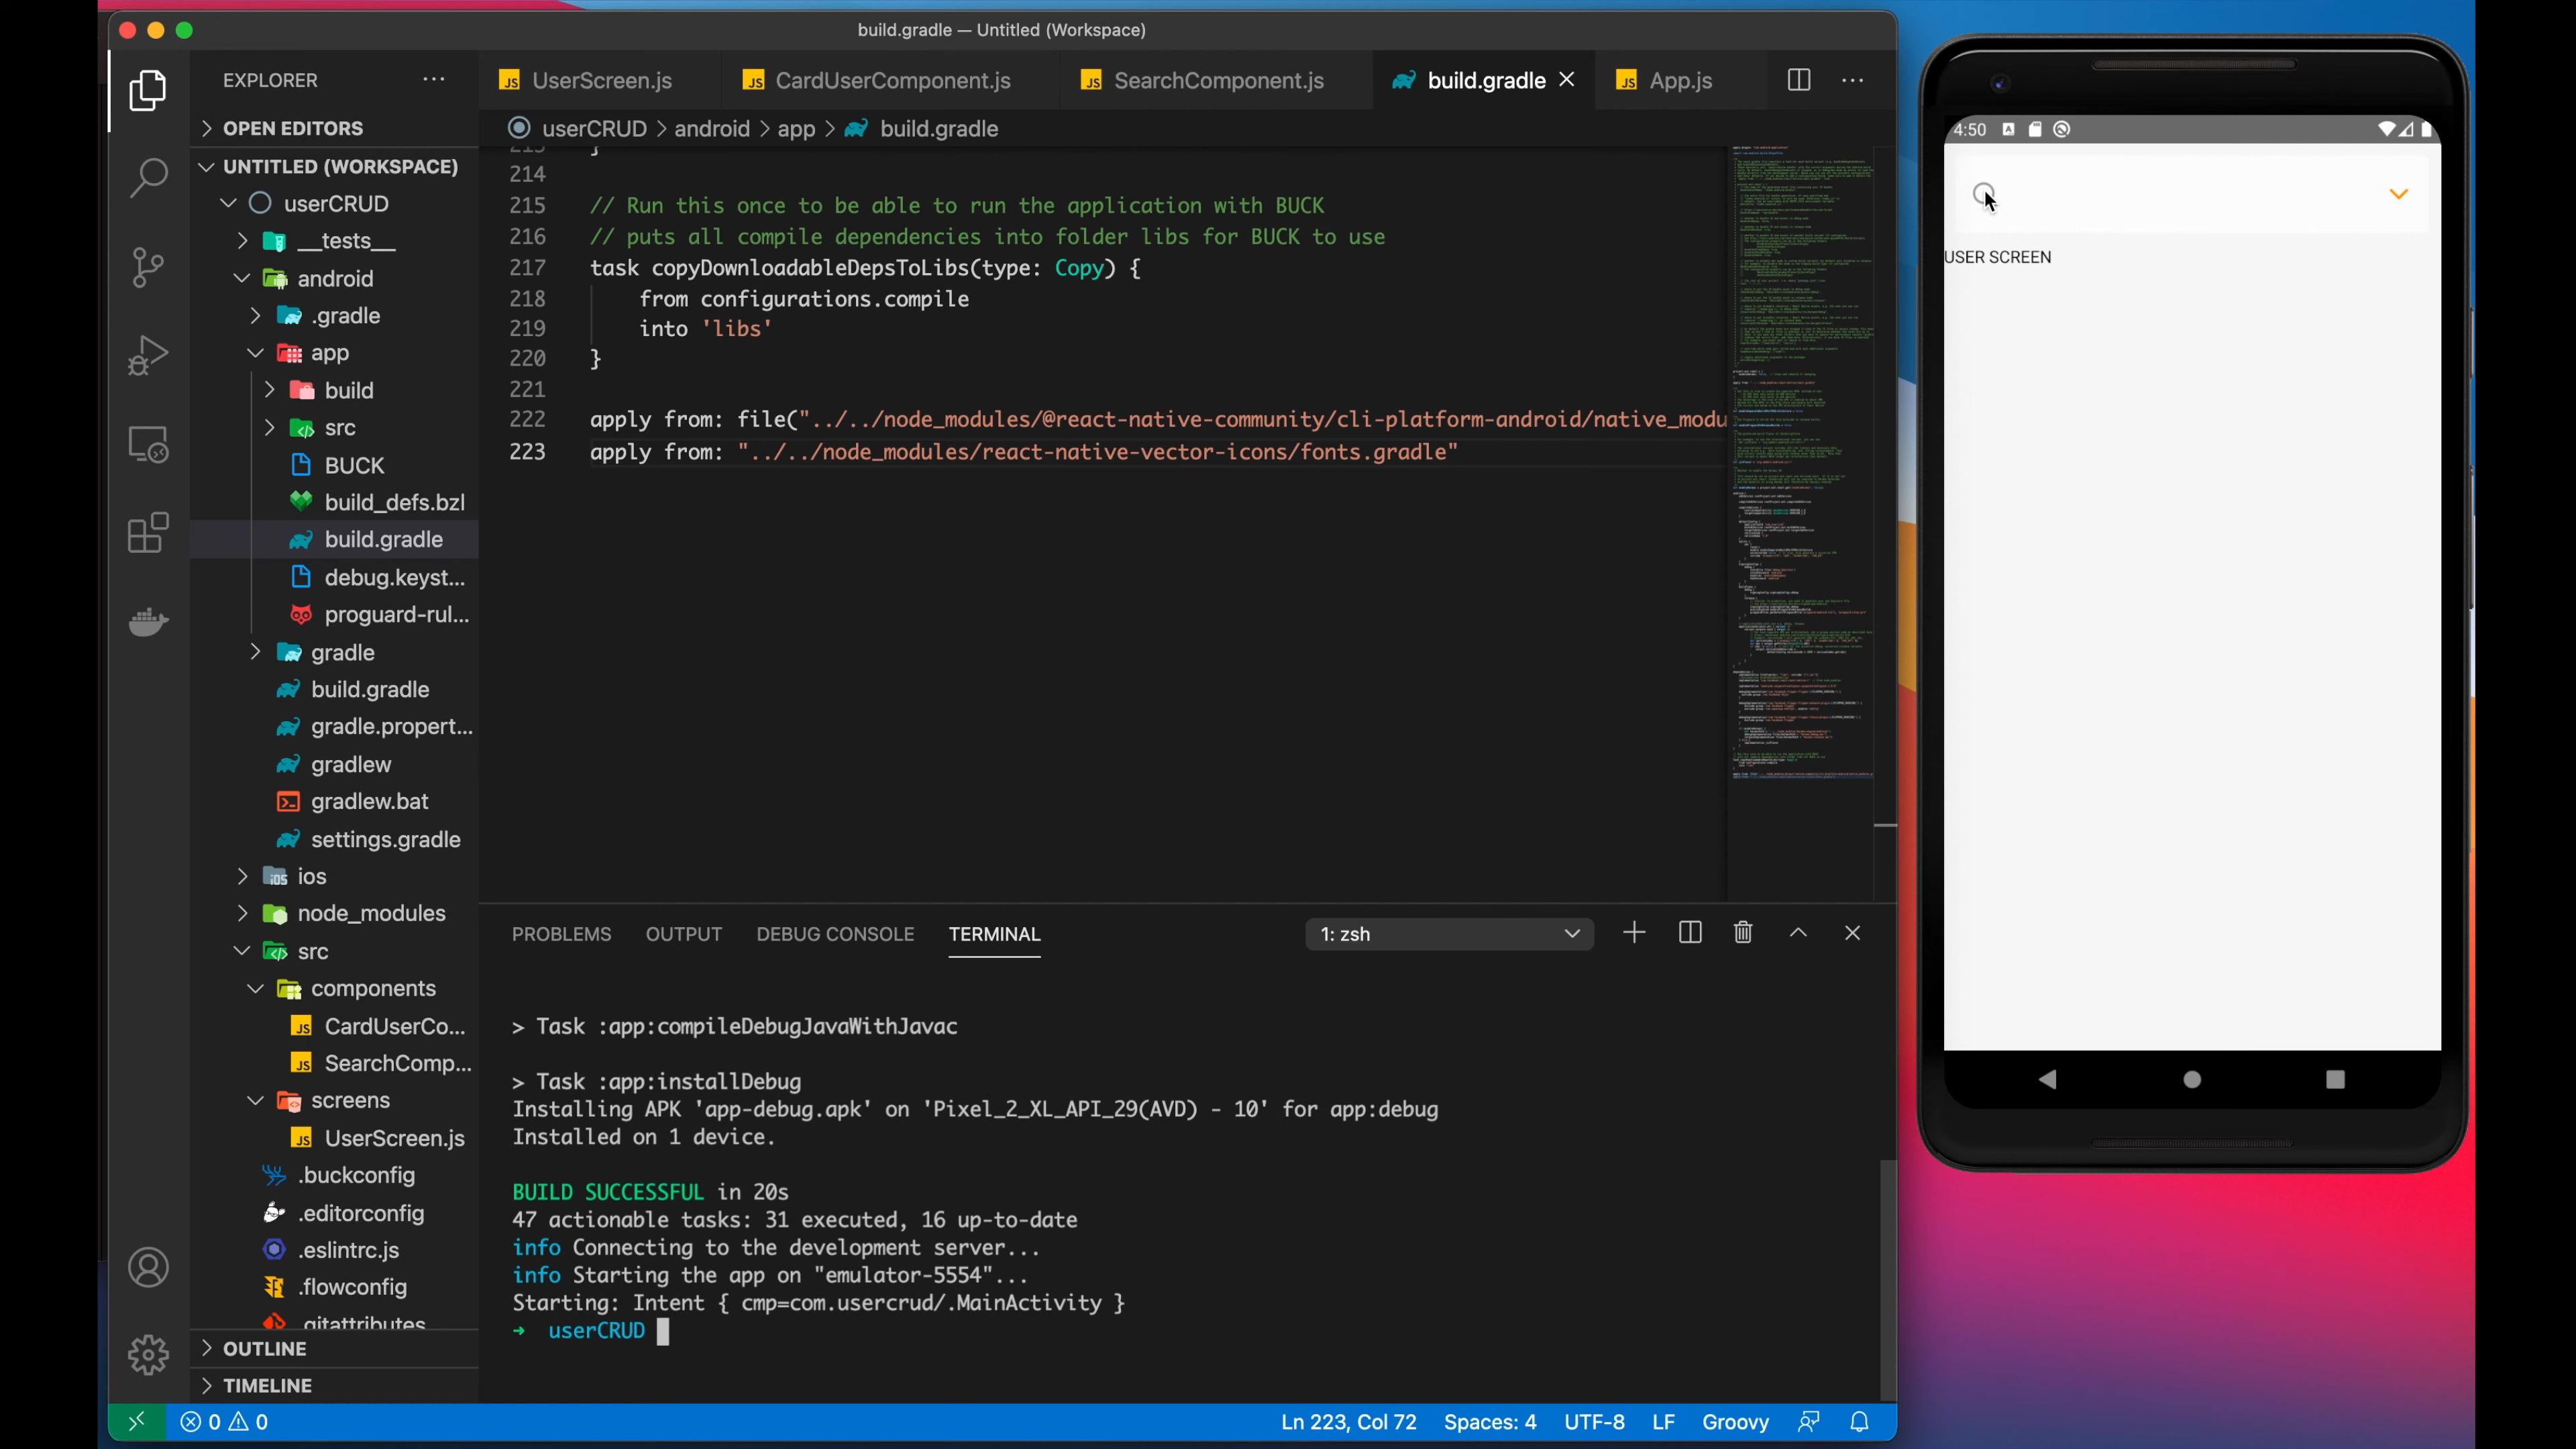 build.gradle — Untitled (Workspace)
EXPLORER
UserScreen.js
CardUserComponent.js
SearchComponent.js
build.gradle
App.js
OPEN EDITORS
userCRUD > android > app > build.gradle
UNTITLED (WORKSPACE)
userCRUD
__tests__
android
.gradle
app
build
src
BUCK
build_defs.bzl
build.gradle
debug.keyst...
proguard-rul...
gradle
build.gradle
gradle.propert...
gradlew
gradlew.bat
settings.gradle
ios
node_modules
src
components
CardUserCo...
SearchComp...
screens
UserScreen.js
.buckconfig
.editorconfig
.eslintrc.js
.flowconfig
.gitattributes
OUTLINE
TIMELINE
213 }
214
215 // Run this once to be able to run the application with BUCK
216 // puts all compile dependencies into folder libs for BUCK to use
217 task copyDownloadableDepsToLibs(type: Copy) {
218 from configurations.compile
219 into 'libs'
220 }
221
222 apply from: file("../../node_modules/@react-native-community/cli-platform-android/native_modu
223 apply from: "../../node_modules/react-native-vector-icons/fonts.gradle"
PROBLEMS OUTPUT DEBUG CONSOLE TERMINAL 1: zsh
> Task :app:compileDebugJavaWithJavac
> Task :app:installDebug
Installing APK 'app-debug.apk' on 'Pixel_2_XL_API_29(AVD) - 10' for app:debug
Installed on 1 device.
BUILD SUCCESSFUL in 20s
47 actionable tasks: 31 executed, 16 up-to-date
info Connecting to the development server...
info Starting the app on "emulator-5554"...
Starting: Intent { cmp=com.usercrud/.MainActivity }
→ userCRUD
0 0
Ln 223, Col 72 Spaces: 4 UTF-8 LF Groovy
4:50
USER SCREEN